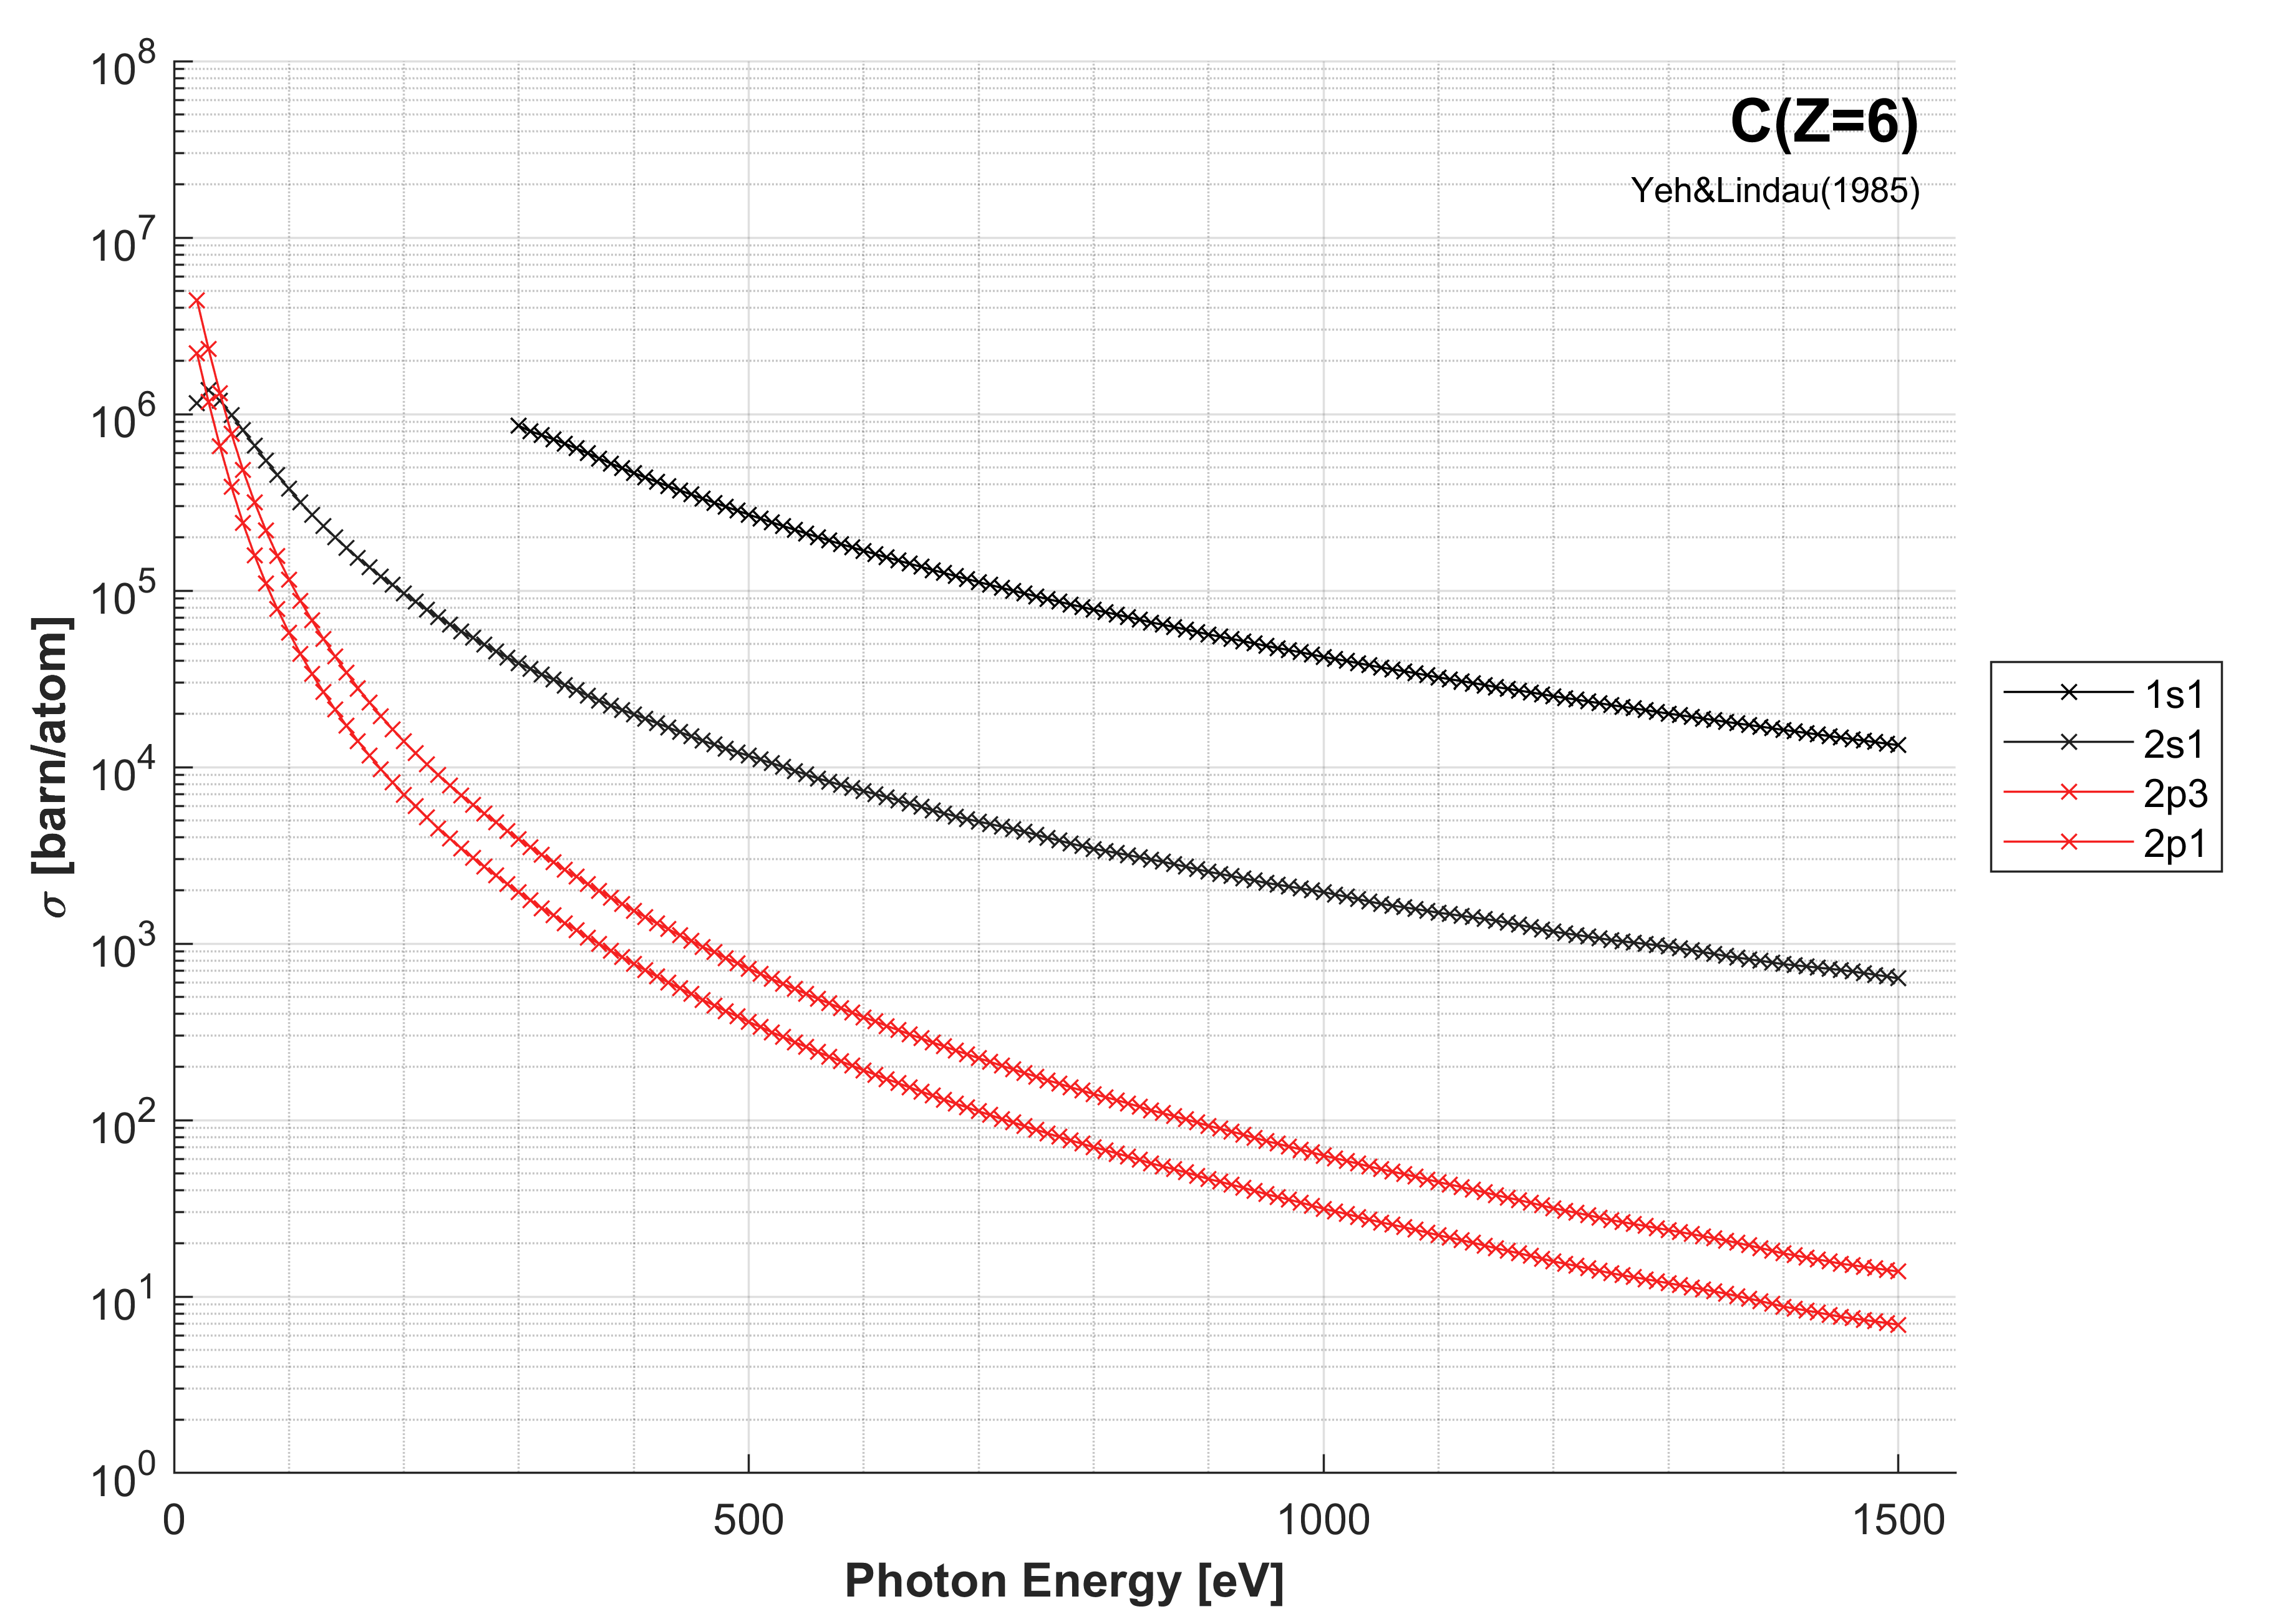 C(Z=6)
Yeh&Lindau(1985)
σ [barn/atom]
10^8
10^7
10^6
10^5
10^4
10^3
10^2
10^1
10^0
0 500 1000 1500
Photon Energy [eV]
1s1
2s1
2p3
2p1